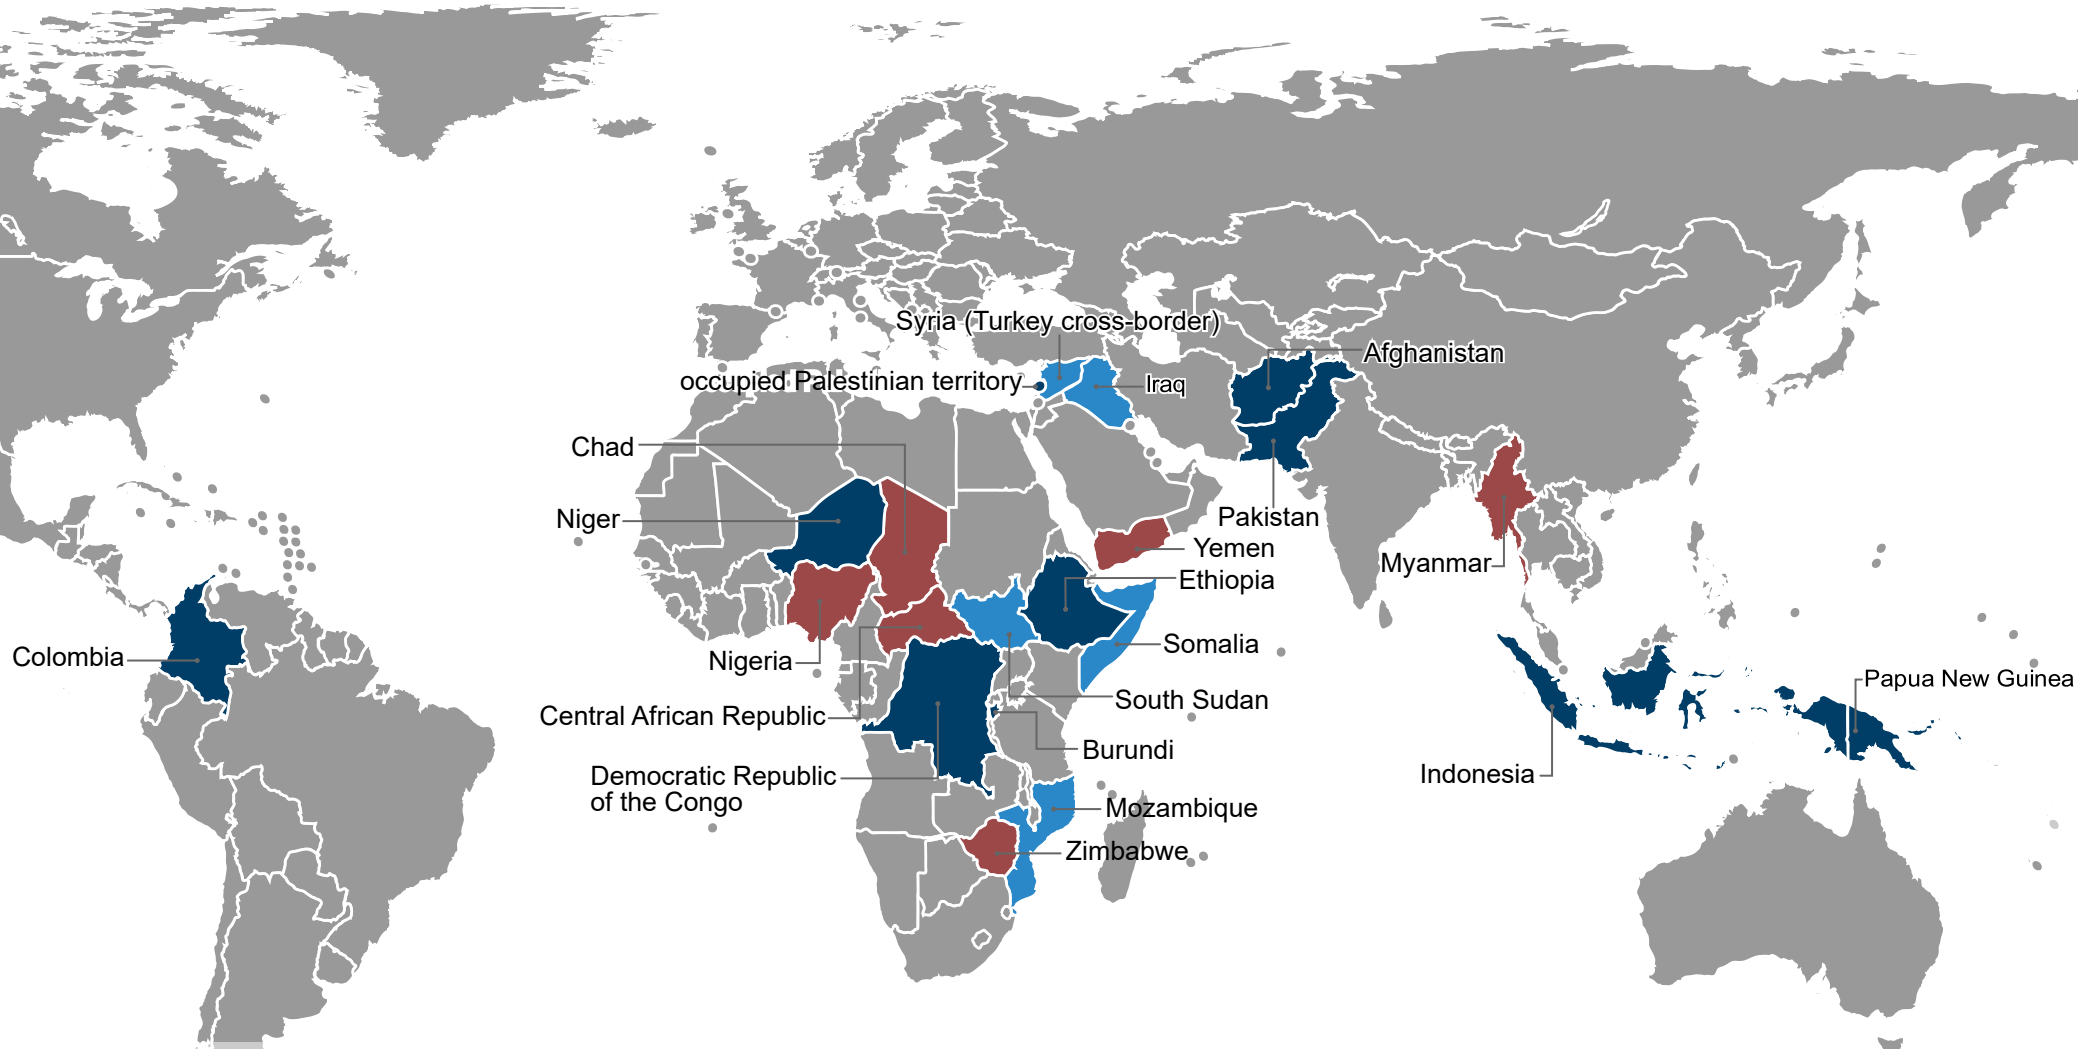 Syria (Turkey cross-border)
Afghanistan
occupied Palestinian territory
Iraq
Chad
Niger
Pakistan
Yemen
Myanmar
Ethiopia
Somalia
Colombia
Nigeria
Papua New Guinea
South Sudan
Central African Republic
Burundi
Democratic Republic
of the Congo
Indonesia
Mozambique
Zimbabwe